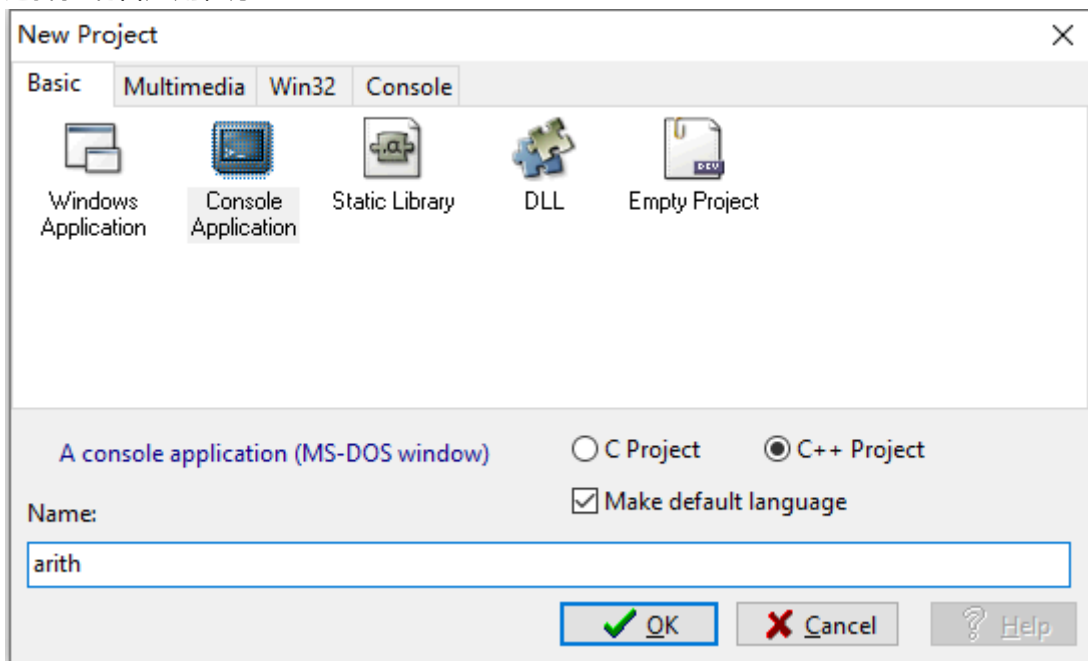 New Project
Basic Multimedia Win32 Console
Windows Application
Console Application
Static Library
DLL
Empty Project
A console application (MS-DOS window)
C Project
C++ Project
Make default language
Name:
arith
OK
Cancel
Help